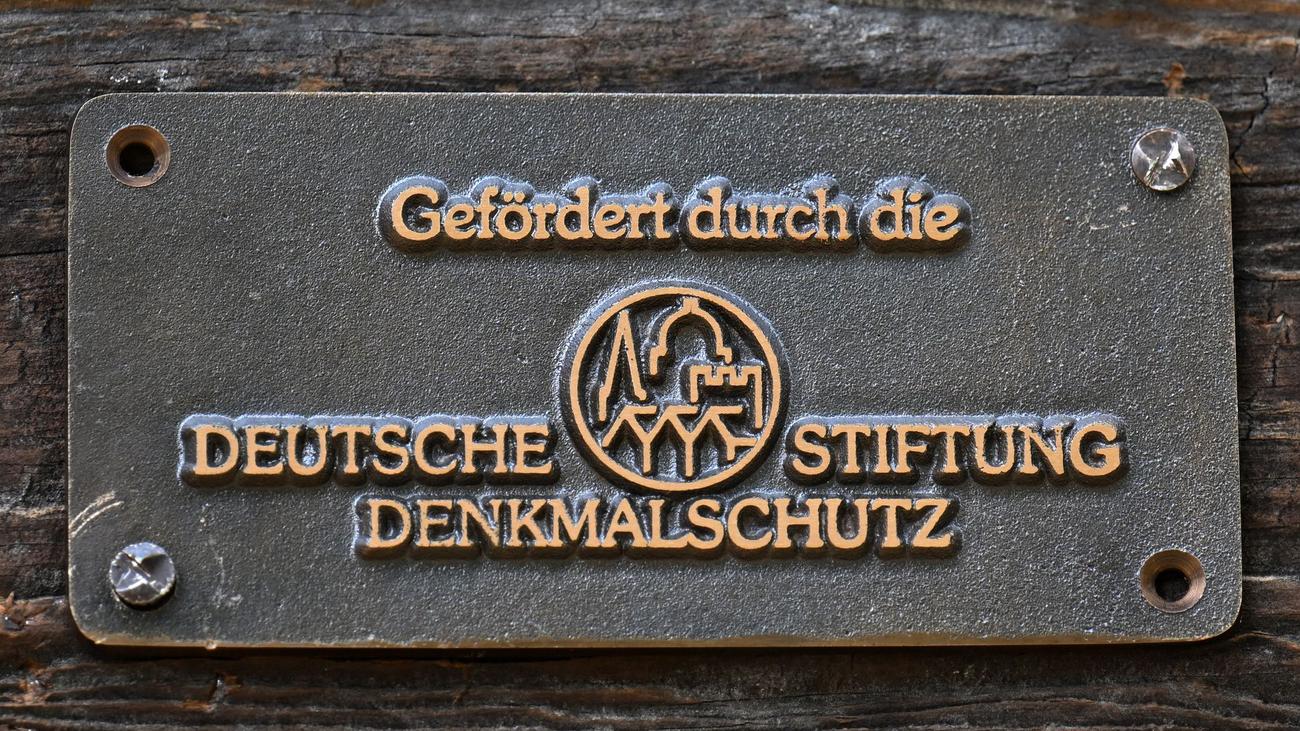 Gefördert durch die
DEUTSCHE STIFTUNG
DENKMALSCHUTZ